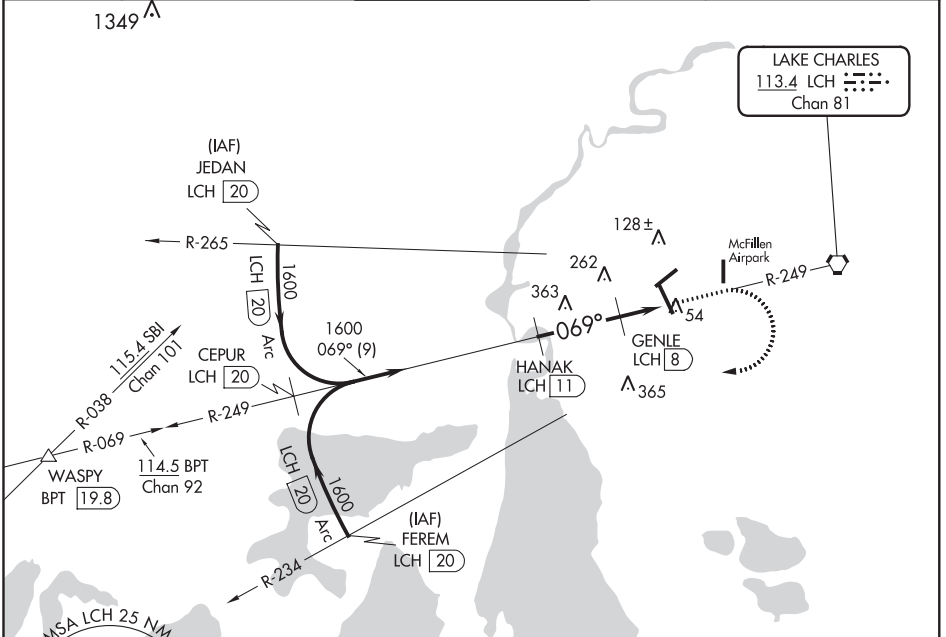 1349
LAKE CHARLES
113.4 LCH
Chan 81
(IAF)
JEDAN
LCH 20
R-265
1600
LCH 20 Arc
128±
McFillen
Airpark
R-249
262
363
54
069°
GENLE
LCH 8
HANAK
LCH 11
365
1600
069° (9)
CEPUR
LCH 20
115.4 SBI
Chan 101
R-038
R-249
R-069
114.5 BPT
Chan 92
WASPY
BPT 19.8
LCH 20 Arc
1600
(IAF)
FEREM
LCH 20
R-234
MSA LCH 25 NM